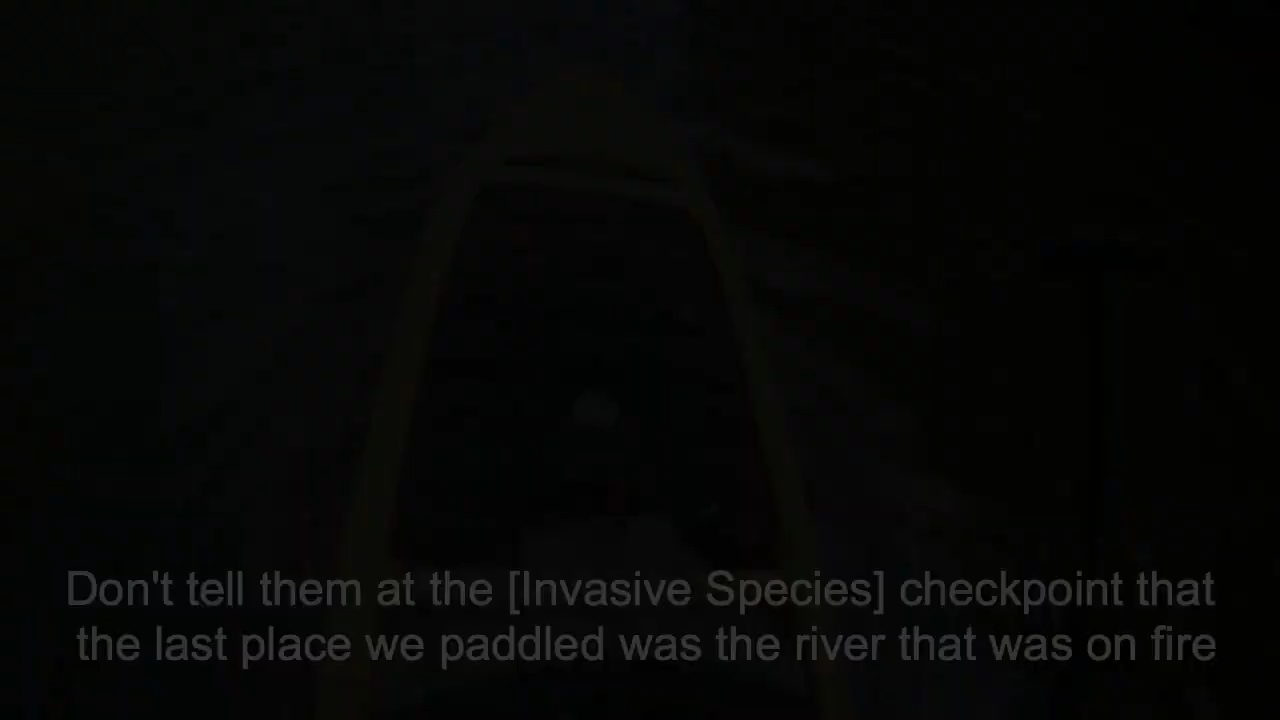 Don't tell them at the [Invasive Species] checkpoint that
the last place we paddled was the river that was on fire